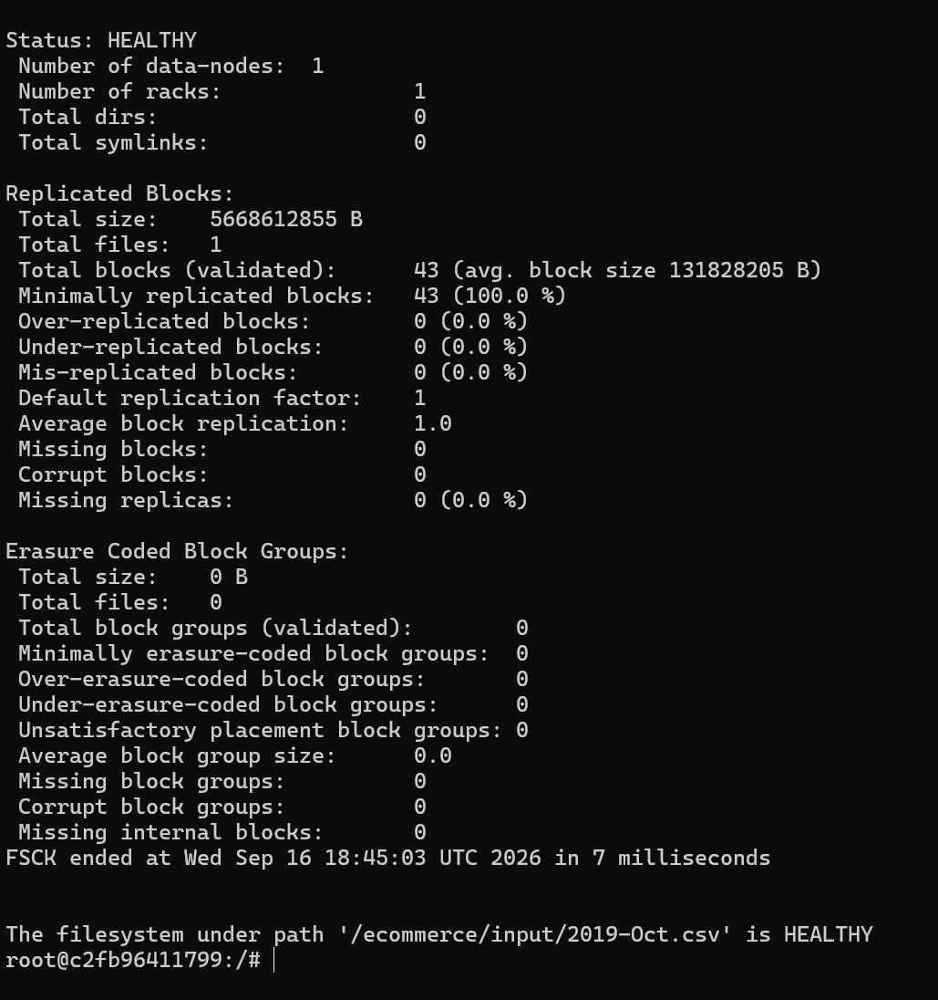 Status: HEALTHY
Number of data-nodes: 1
Number of racks: 1
Total dirs: 0
Total symlinks: 0
Replicated Blocks:
Total size: 5668612855 B
Total files: 1
Total blocks (validated): 43 (avg. block size 131828205 B)
Minimally replicated blocks: 43 (100.0 %)
Over-replicated blocks: 0 (0.0 %)
Under-replicated blocks: 0 (0.0 %)
Mis-replicated blocks: 0 (0.0 %)
Default replication factor: 1
Average block replication: 1.0
Missing blocks: 0
Corrupt blocks: 0
Missing replicas: 0 (0.0 %)
Erasure Coded Block Groups:
Total size: 0 B
Total files: 0
Total block groups (validated): 0
Minimally erasure-coded block groups: 0
Over-erasure-coded block groups: 0
Under-erasure-coded block groups: 0
Unsatisfactory placement block groups: 0
Average block group size: 0.0
Missing block groups: 0
Corrupt block groups: 0
Missing internal blocks: 0
FSCK ended at Wed Sep 16 18:45:03 UTC 2026 in 7 milliseconds
The filesystem under path '/ecommerce/input/2019-Oct.csv' is HEALTHY
root@c2fb96411799:/#